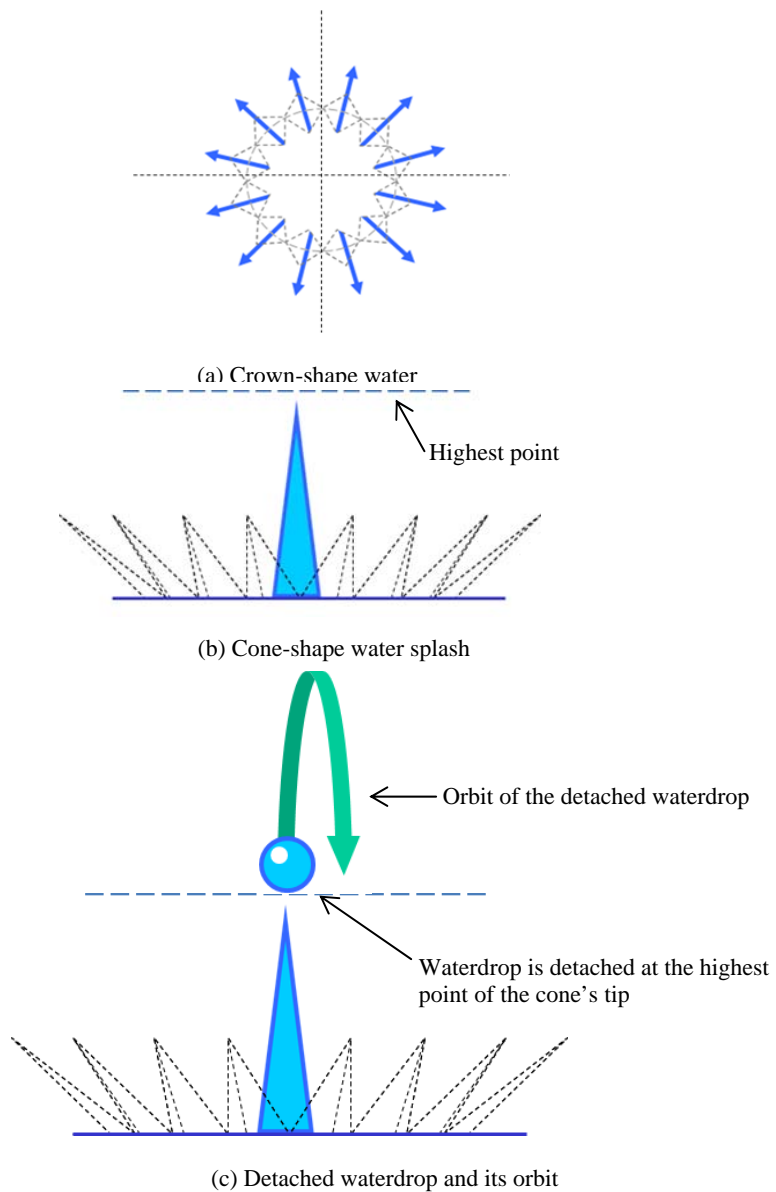 (a) Crown-shape water
Highest point
(b) Cone-shape water splash
Orbit of the detached waterdrop
Waterdrop is detached at the highest
point of the cone’s tip
(c) Detached waterdrop and its orbit